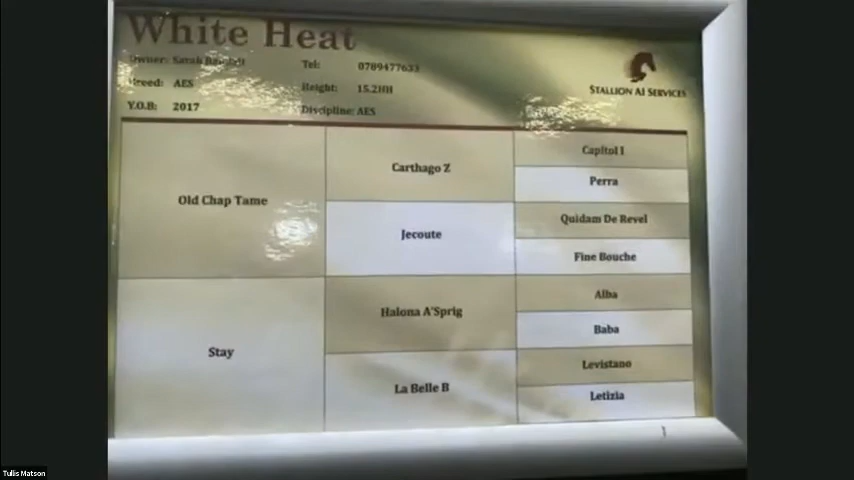 White Heat
Owner: Sarah
Tel: 07894776
Breed: AES
Height: 15.2HH
STALLION AI SERVICES
Y.O.B: 2017
Discipline: AES
Old Chap Tame
Carthago Z
Capitol I
Perra
Jecoute
Quidam De Revel
Fine Bouche
Stay
Halona A'Sprig
Alba
Baba
La Belle B
Levistano
Letizia
Tullis Matson